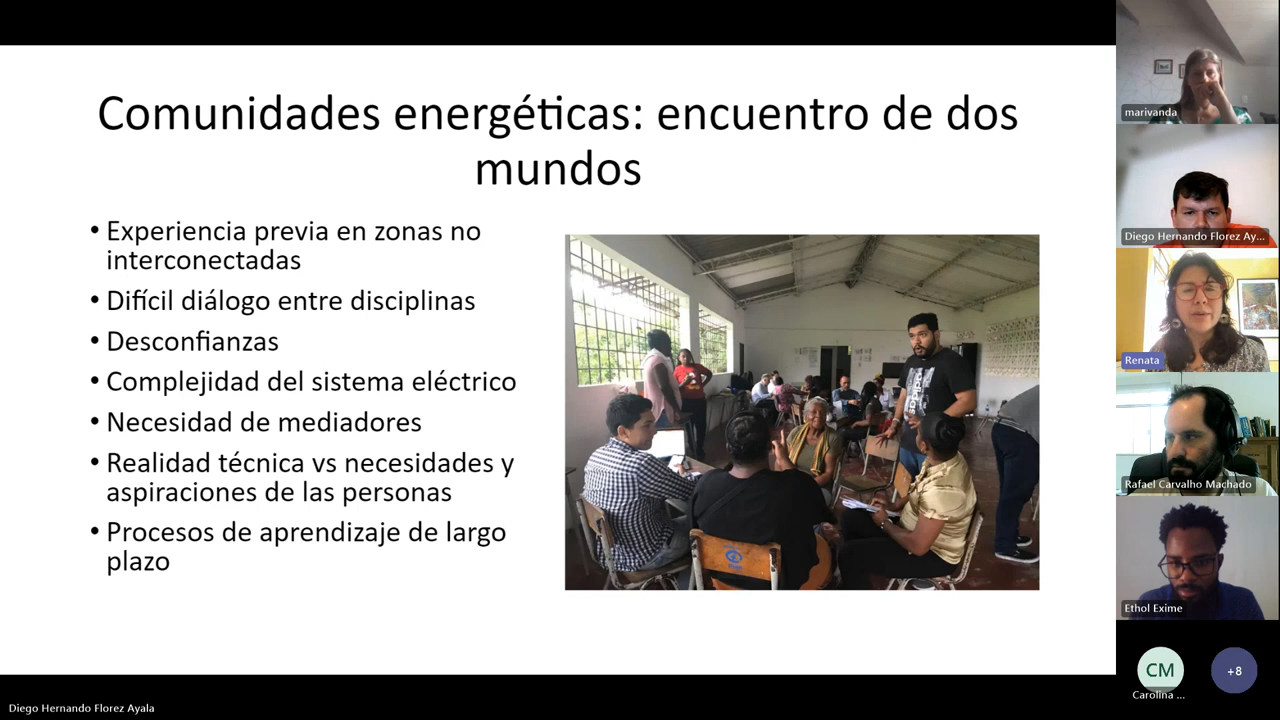 Comunidades energéticas: encuentro de dos
mundos
• Experiencia previa en zonas no
interconectadas
• Difícil diálogo entre disciplinas
• Desconfianzas
• Complejidad del sistema eléctrico
• Necesidad de mediadores
• Realidad técnica vs necesidades y
aspiraciones de las personas
• Procesos de aprendizaje de largo
plazo
adidas
marivanda
Diego Hernando Florez Ay...
Renata
Rafael Carvalho Machado
Ethol Exime
CM
Carolina ...
+8
Diego Hernando Florez Ayala